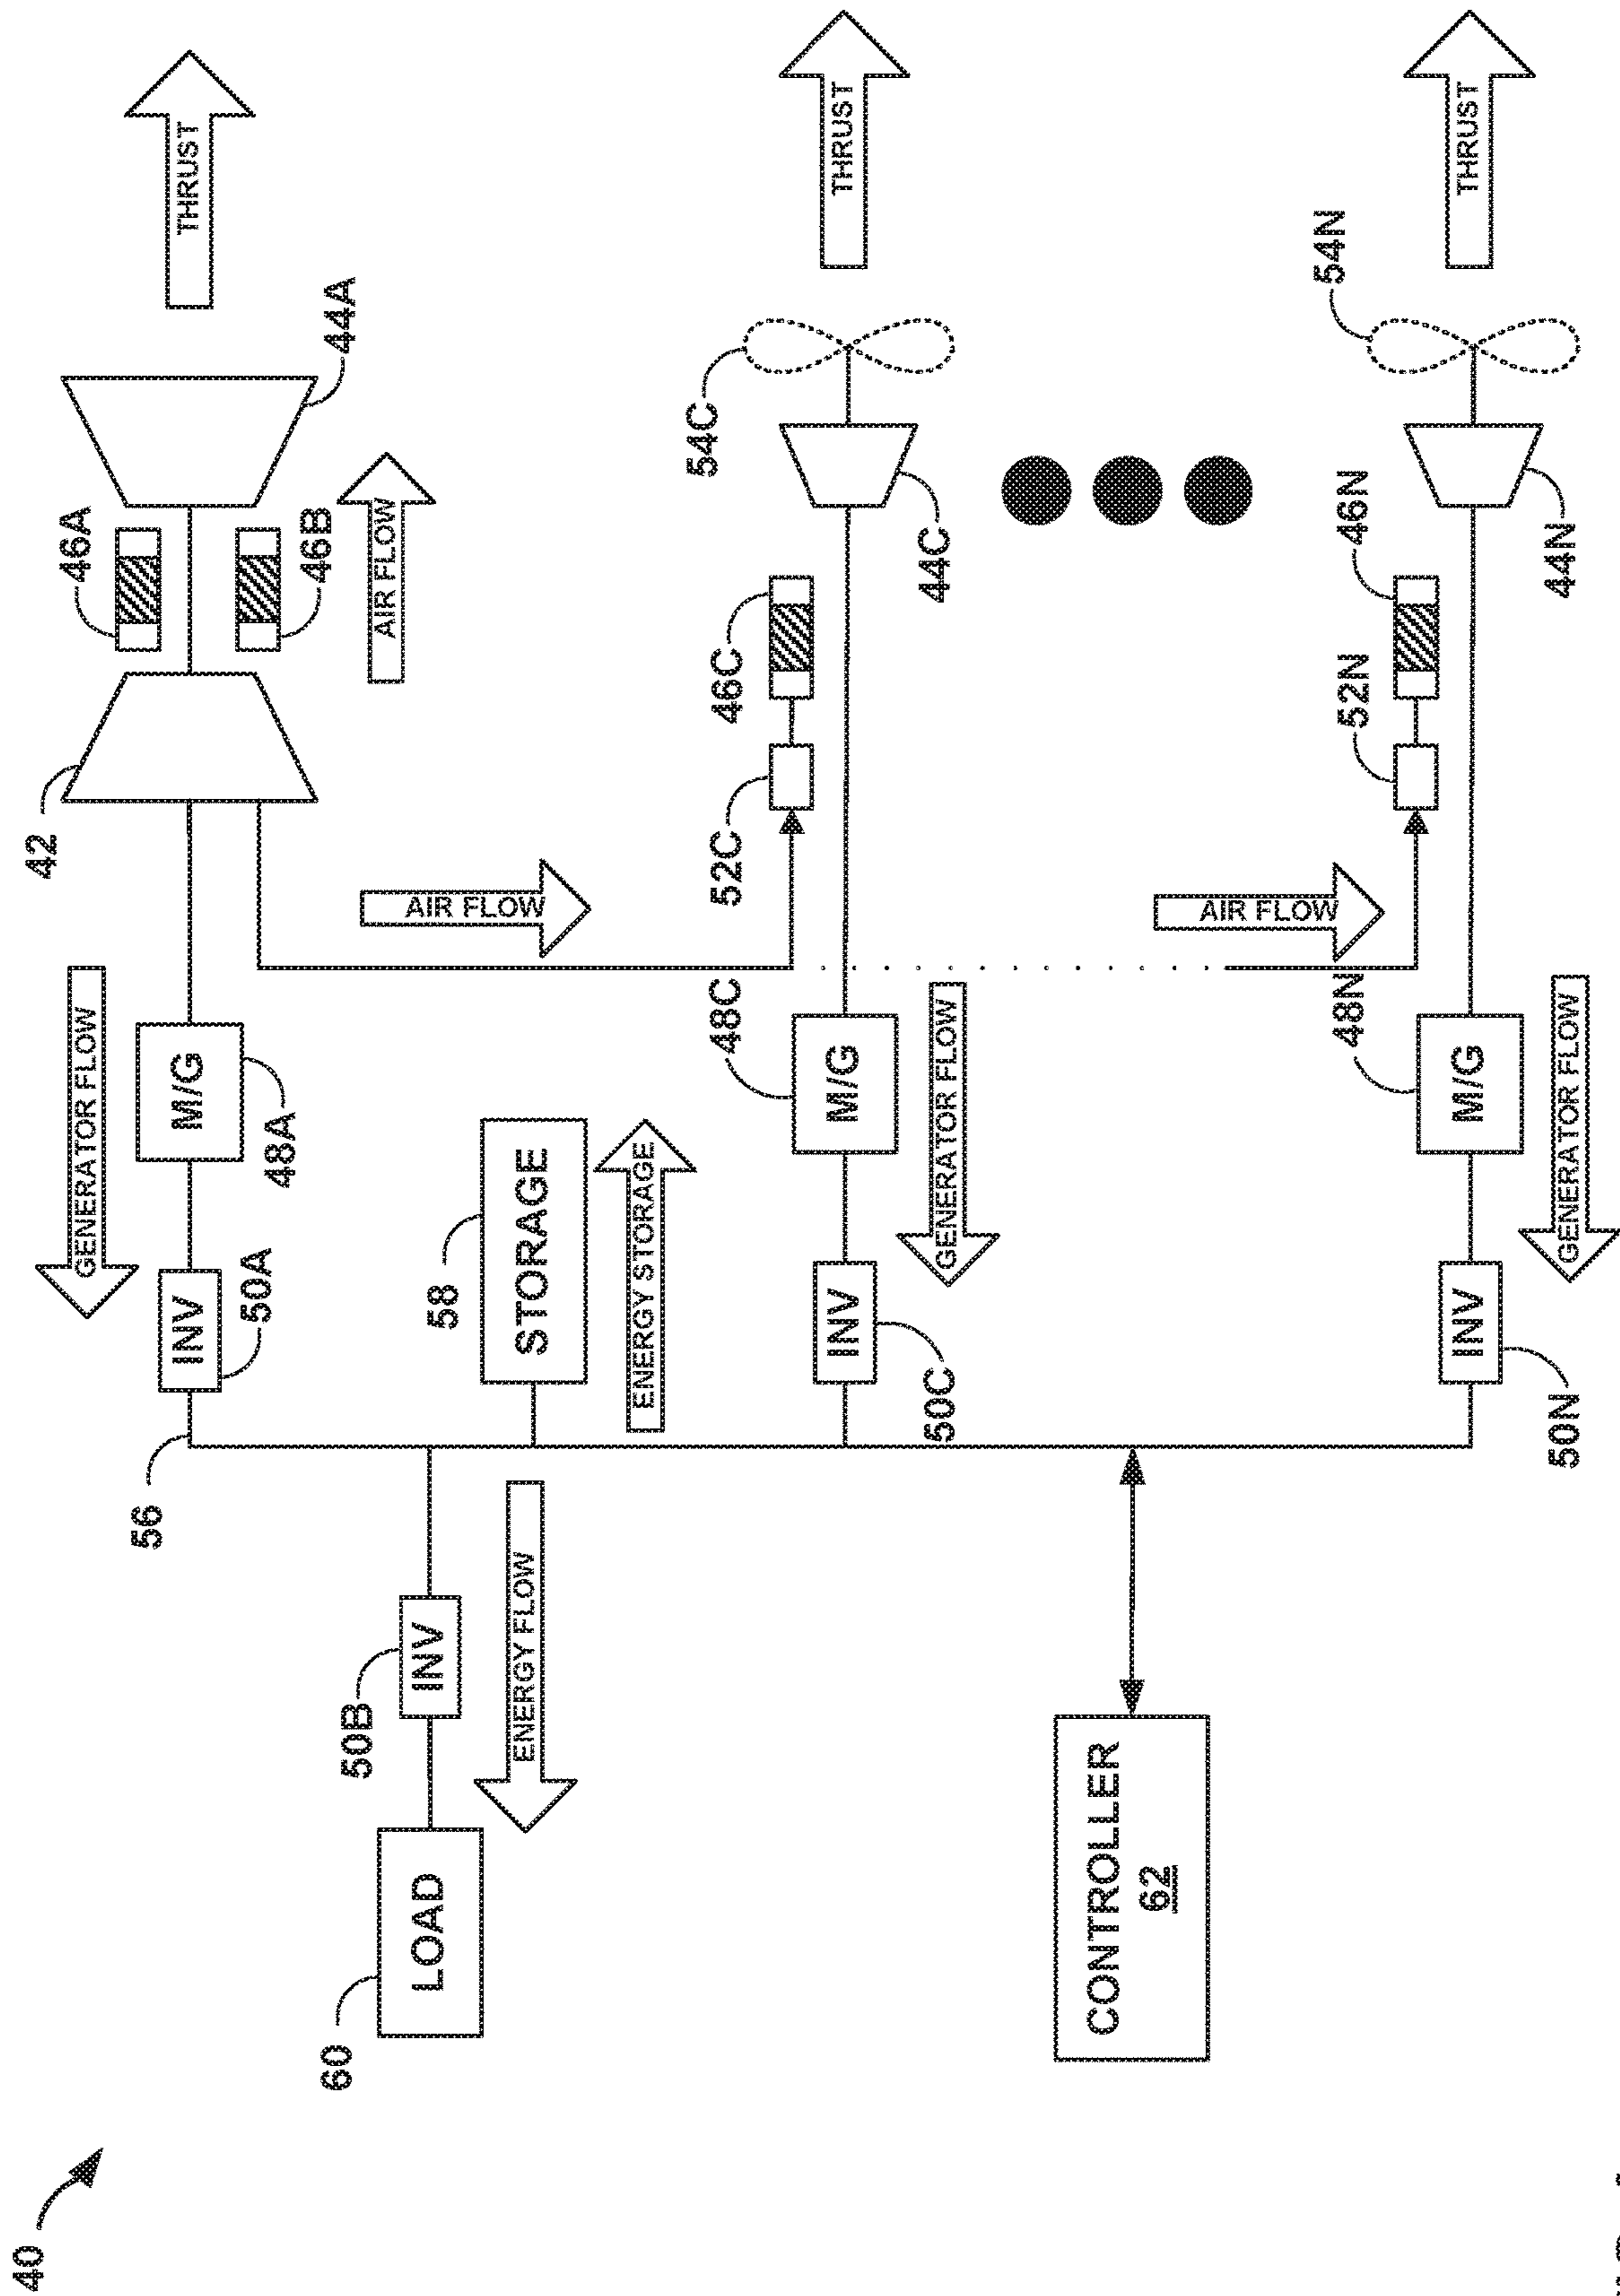 40
60
LOAD
50B
INV
ENERGY FLOW
CONTROLLER
62
56
INV
50A
GENERATOR FLOW
M/G
48A
58
STORAGE
ENERGY STORAGE
INV
50C
48C
M/G
GENERATOR FLOW
INV
50N
48N
M/G
GENERATOR FLOW
42
AIR FLOW
AIR FLOW
46A
46B
AIR FLOW
44A
THRUST
52C
46C
44C
54C
THRUST
52N
46N
44N
54N
THRUST